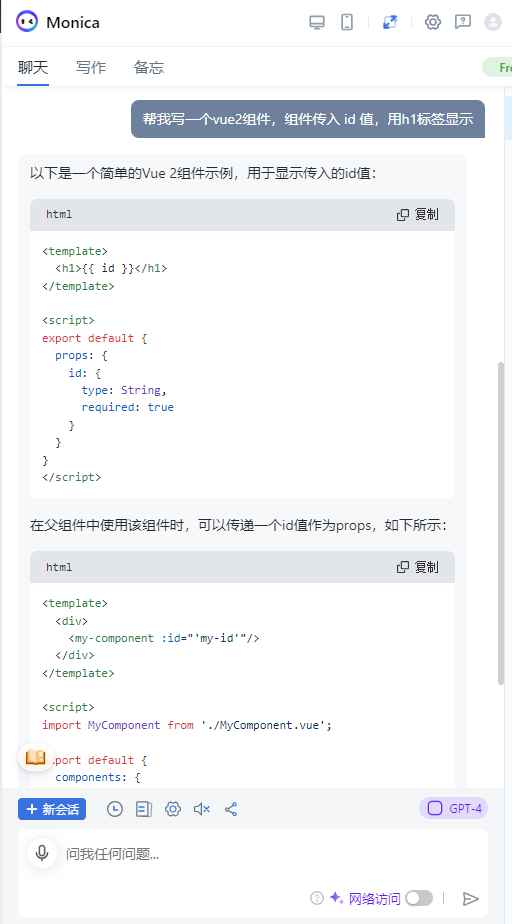 Monica
聊天 写作 备忘
Fre
帮我写一个vue2组件，组件传入 id 值，用h1标签显示
以下是一个简单的Vue 2组件示例，用于显示传入的id值：
html 复制
<template>
  <h1>{{ id }}</h1>
</template>

<script>
export default {
  props: {
    id: {
      type: String,
      required: true
    }
  }
}
</script>
在父组件中使用该组件时，可以传递一个id值作为props，如下所示：
html 复制
<template>
  <div>
    <my-component :id="'my-id'"/>
  </div>
</template>

<script>
import MyComponent from './MyComponent.vue';

port default {
  components: {
+ 新会话 GPT-4
问我任何问题...
网络访问